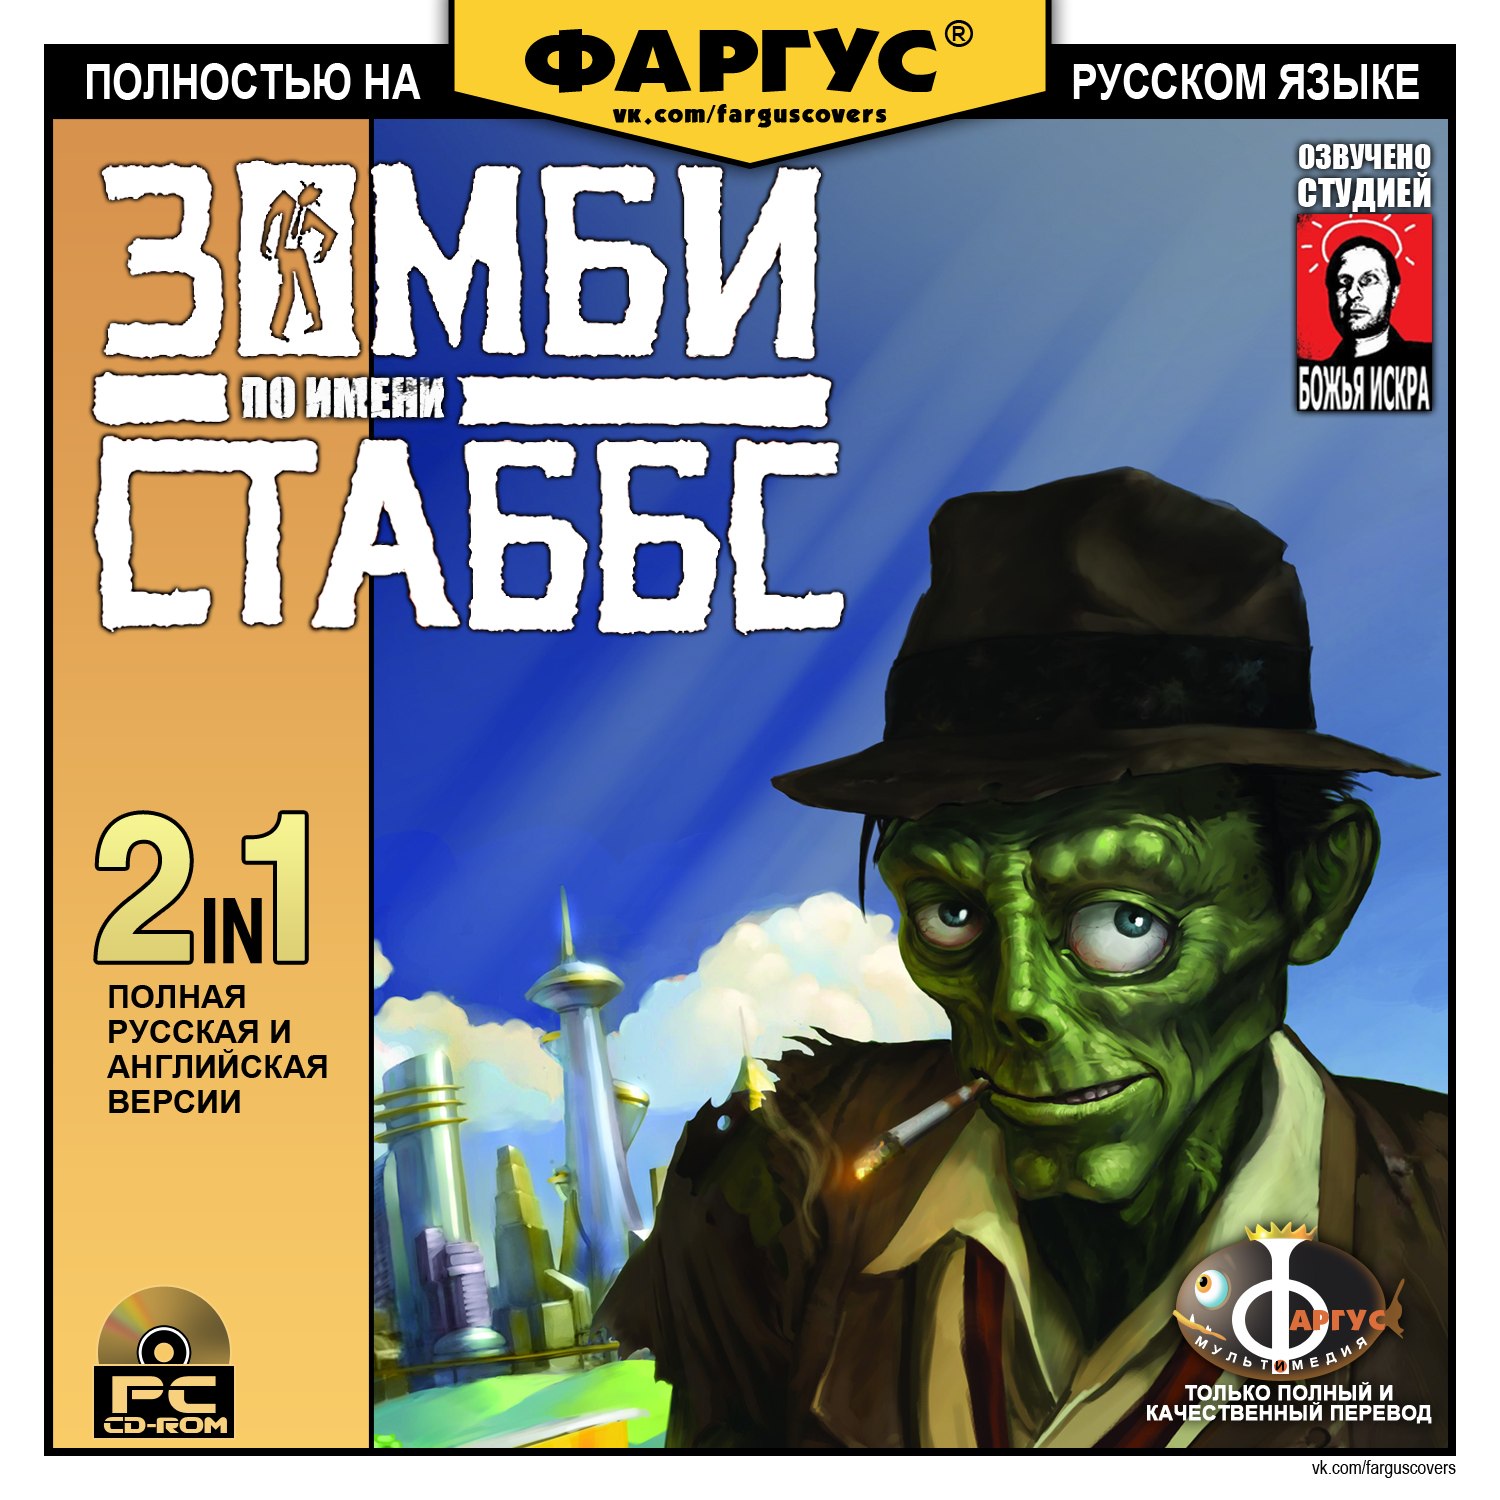 ФАРГУС®
vk.com/farguscovers
ПОЛНОСТЬЮ НА РУССКОМ ЯЗЫКЕ
ОЗВУЧЕНО
СТУДИЕЙ
БОЖЬЯ ИСКРА
ЗОМБИ
ПО ИМЕНИ
СТАББС
2IN1
ПОЛНАЯ
РУССКАЯ И
АНГЛИЙСКАЯ
ВЕРСИИ
PC
CD-ROM
ФАРГУС
МУЛЬТИМЕДИЯ
ТОЛЬКО ПОЛНЫЙ И
КАЧЕСТВЕННЫЙ ПЕРЕВОД
vk.com/farguscovers